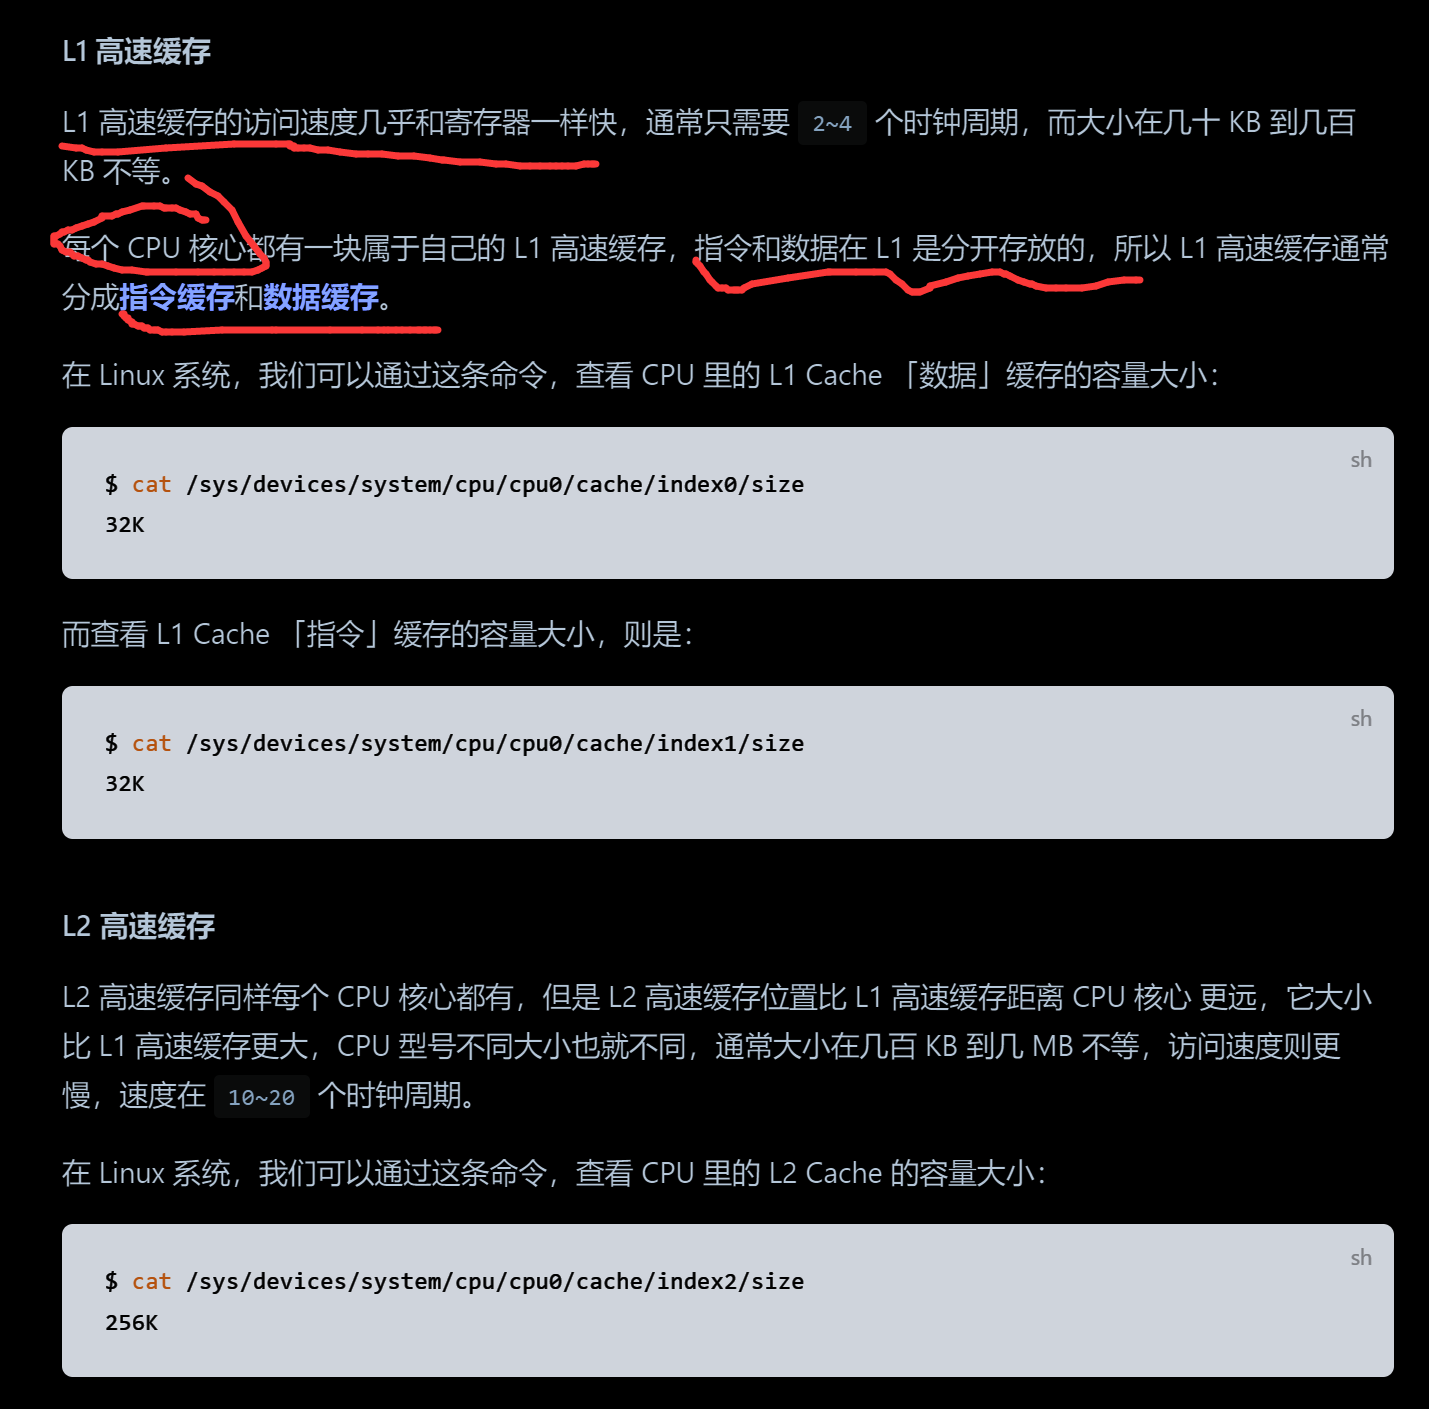 L1 高速缓存
L1 高速缓存的访问速度几乎和寄存器一样快，通常只需要 2~4 个时钟周期，而大小在几十 KB 到几百
KB 不等。
每个 CPU 核心都有一块属于自己的 L1 高速缓存，指令和数据在 L1 是分开存放的，所以 L1 高速缓存通常
分成指令缓存和数据缓存。
在 Linux 系统，我们可以通过这条命令，查看 CPU 里的 L1 Cache 「数据」缓存的容量大小：
sh
$ cat /sys/devices/system/cpu/cpu0/cache/index0/size
32K
而查看 L1 Cache 「指令」缓存的容量大小，则是：
sh
$ cat /sys/devices/system/cpu/cpu0/cache/index1/size
32K
L2 高速缓存
L2 高速缓存同样每个 CPU 核心都有，但是 L2 高速缓存位置比 L1 高速缓存距离 CPU 核心 更远，它大小
比 L1 高速缓存更大，CPU 型号不同大小也就不同，通常大小在几百 KB 到几 MB 不等，访问速度则更
慢，速度在 10~20 个时钟周期。
在 Linux 系统，我们可以通过这条命令，查看 CPU 里的 L2 Cache 的容量大小：
sh
$ cat /sys/devices/system/cpu/cpu0/cache/index2/size
256K